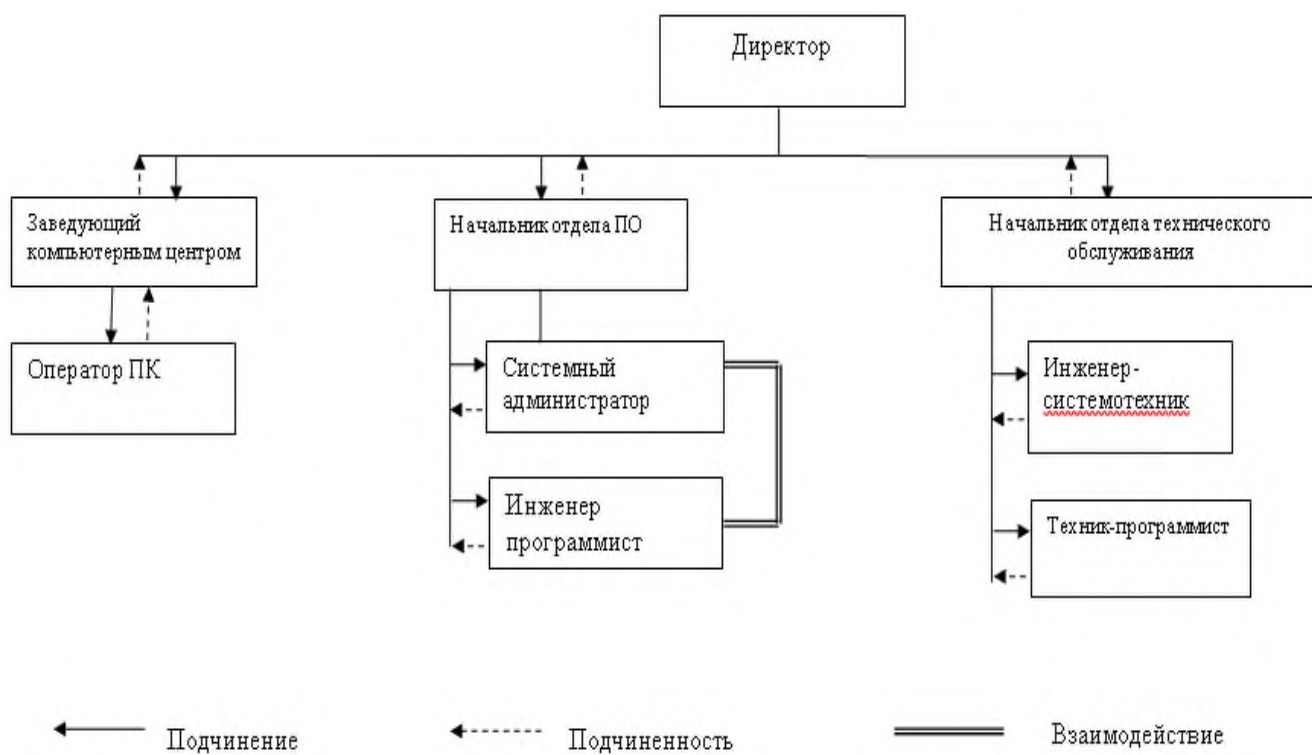 Директор
Заведующий
компьютерным центром
Начальник отдела ПО
Начальник отдела технического
обслуживания
Оператор ПК
Системный
администратор
Инженер-
системотехник
Инженер
программист
Техник-программист
Подчинение
Подчиненность
Взаимодействие